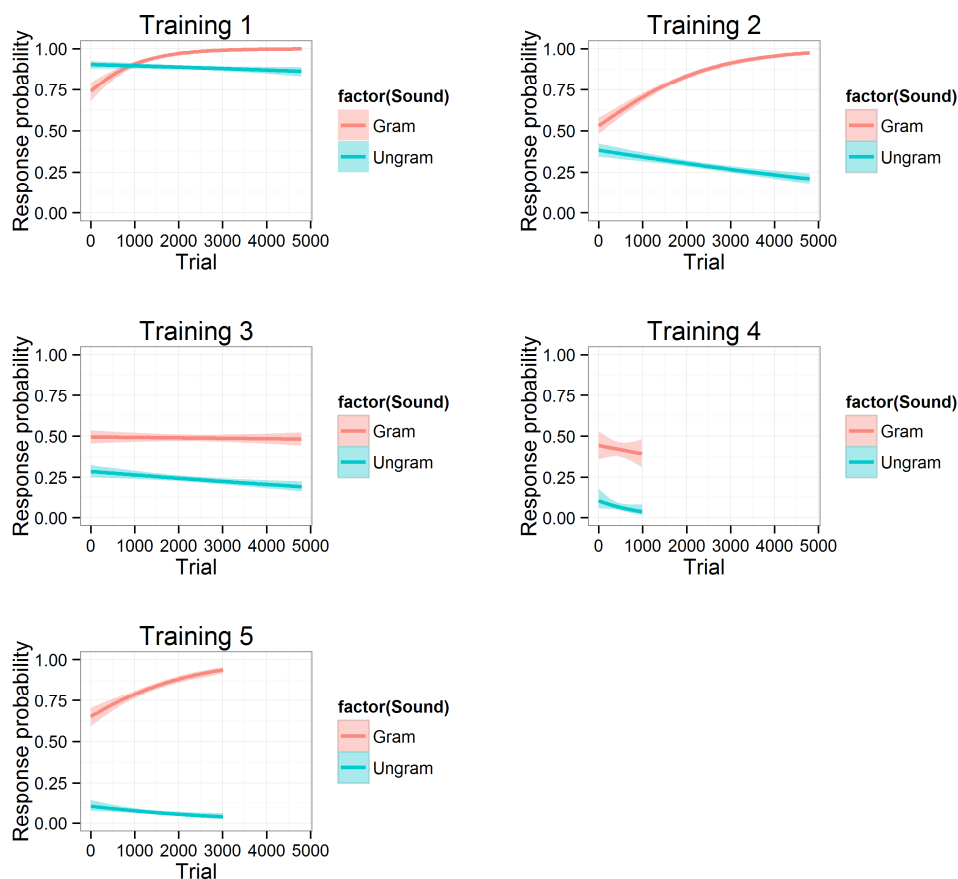 Training 1
Response probability
1.00
0.75
0.50
0.25
0.00
0 1000 2000 3000 4000 5000
Trial
factor(Sound)
Gram
Ungram
Training 2
Response probability
1.00
0.75
0.50
0.25
0.00
0 1000 2000 3000 4000 5000
Trial
factor(Sound)
Gram
Ungram
Training 3
Response probability
1.00
0.75
0.50
0.25
0.00
0 1000 2000 3000 4000 5000
Trial
factor(Sound)
Gram
Ungram
Training 4
Response probability
1.00
0.75
0.50
0.25
0.00
0 1000 2000 3000 4000 5000
Trial
factor(Sound)
Gram
Ungram
Training 5
Response probability
1.00
0.75
0.50
0.25
0.00
0 1000 2000 3000 4000 5000
Trial
factor(Sound)
Gram
Ungram